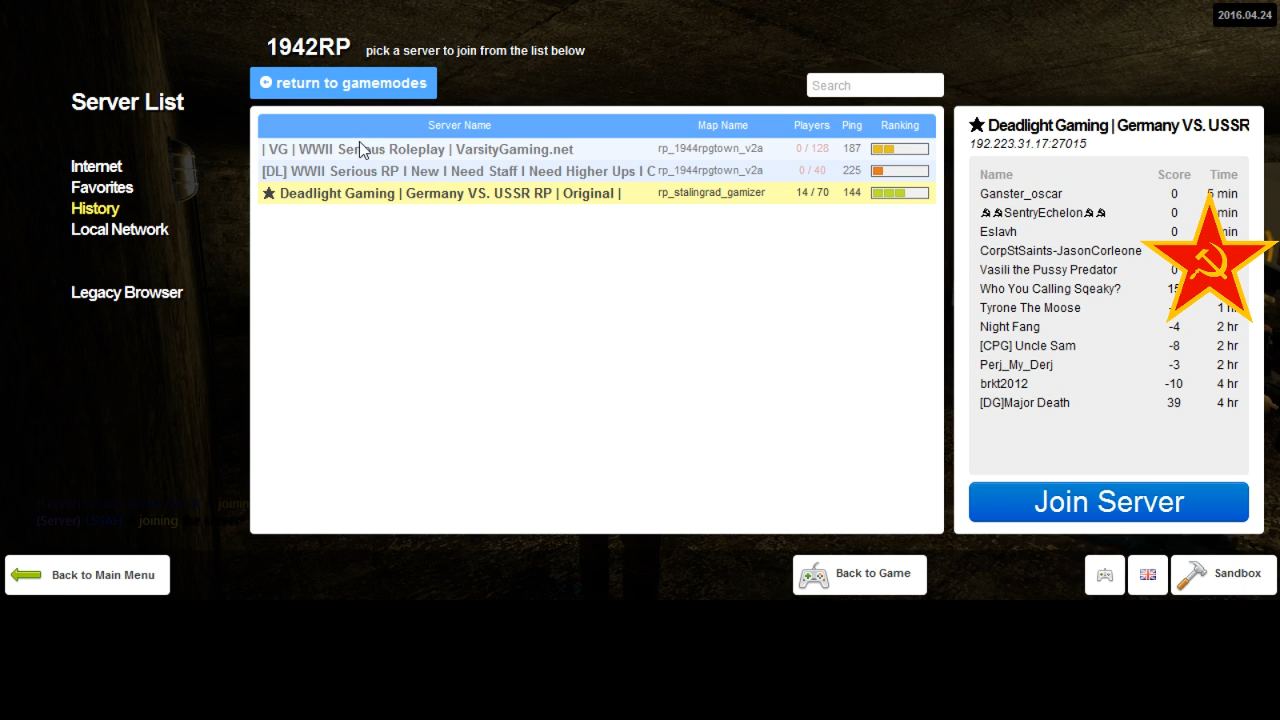 2016.04.24
1942RP pick a server to join from the list below
return to gamemodes
Search
Server List
Internet
Favorites
History
Local Network
Legacy Browser
Server Name Map Name Players Ping Ranking
| VG | WWII Serious Roleplay | VarsityGaming.net rp_1944rpgtown_v2a 0 / 128 187
[DL] WWII Serious RP I New I Need Staff I Need Higher Ups I C rp_1944rpgtown_v2a 0 / 40 225
Deadlight Gaming | Germany VS. USSR RP | Original | rp_stalingrad_gamizer 14 / 70 144
Deadlight Gaming | Germany VS. USSR
192.223.31.17:27015
Name Score Time
Ganster_oscar 0 5 min
☭☭SentryEchelon☭☭ 0 min
Eslavh 0 min
CorpStSaints-JasonCorleone
Vasili the Pussy Predator 0
Who You Calling Sqeaky?
Tyrone The Moose 1 hr
Night Fang -4 2 hr
[CPG] Uncle Sam -8 2 hr
Perj_My_Derj -3 2 hr
brkt2012 -10 4 hr
[DG]Major Death 39 4 hr
Join Server
(Server) joining
Back to Main Menu
Back to Game
Sandbox